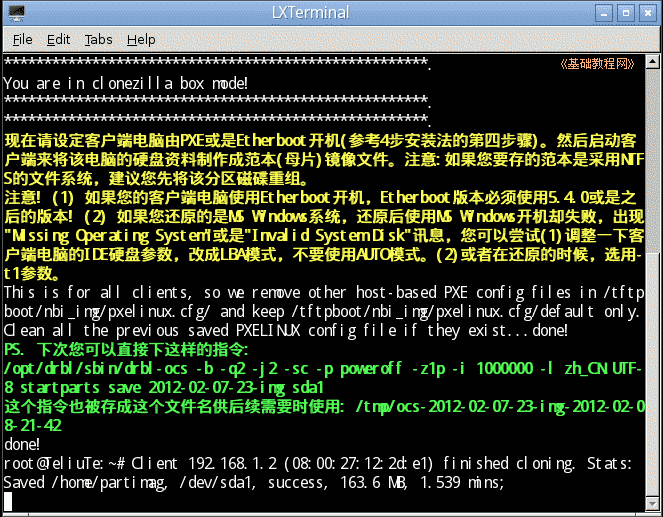 LXTerminal
File Edit Tabs Help
******************************************************.
《基础教程网》
You are in clonezilla box mode!
******************************************************.
******************************************************.
现在请设定客户端电脑由PXE或是Etherboot开机(参考4步安装法的第四步骤)。然后启动客
户端来将该电脑的硬盘资料制作成范本(母片)镜像文件。注意: 如果您要存的范本是采用NTF
S的文件系统, 建议您先将该分区磁碟重组。
注意! (1) 如果您的客户端电脑使用Etherboot开机, Etherboot版本必须使用5.4.0或是之
后的版本! (2) 如果您还原的是MS Windows系统, 还原后使用MS Windows开机却失败, 出现
"Missing Operating System"或是"Invalid System Disk"讯息, 您可以尝试(1)调整一下客
户端电脑的IDE硬盘参数, 改成LBA模式, 不要使用AUTO模式。(2)或者在还原的时候, 选用-
t1参数。
This is for all clients, so we remove other host-based PXE config files in /tftp
boot/nbi_img/pxelinux.cfg/ and keep /tftpboot/nbi_img/pxelinux.cfg/default only.
Clean all the previous saved PXELINUX config file if they exist...done!
PS. 下次您可以直接下这样的指令:
/opt/drbl/sbin/drbl-ocs -b -q2 -j2 -sc -p poweroff -z1p -i 1000000 -l zh_CN.UTF-
8 startparts save 2012-02-07-23-img sda1
这个指令也被存成这个文件名供后续需要时使用: /tmp/ocs-2012-02-07-23-img-2012-02-0
8-21-42
done!
root@TeliuTe:~# Client 192.168.1.2 (08:00:27:12:2d:e1) finished cloning. Stats:
Saved /home/partimag, /dev/sda1, success, 163.6 MB, 1.539 mins;